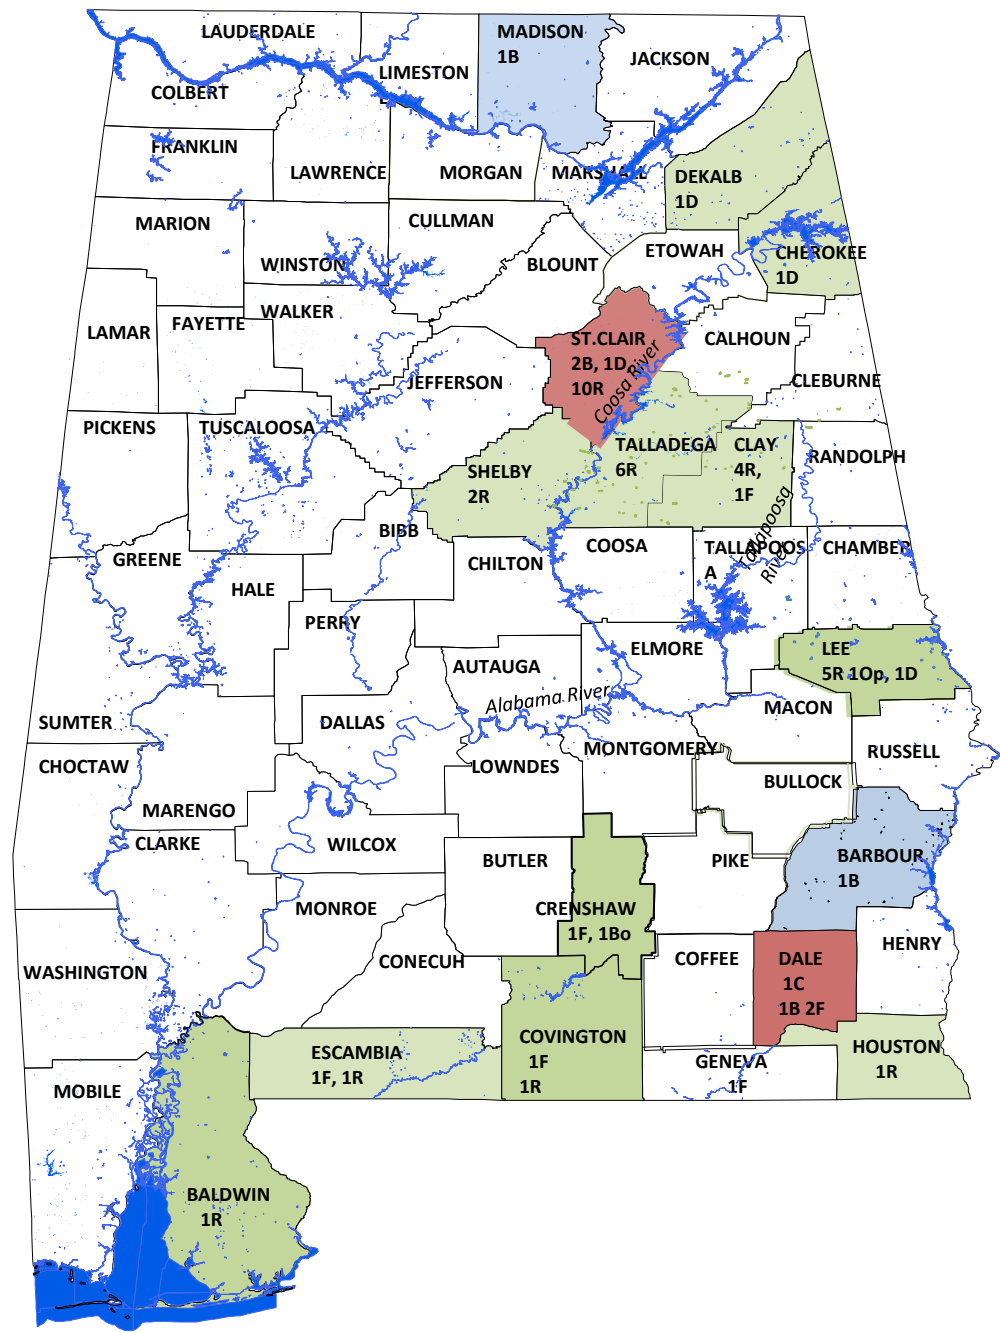 LAUDERDALE
MADISON
1B
JACKSON
LIMESTON
E
COLBERT
FRANKLIN
LAWRENCE
MORGAN
MARSHALL
DEKALB
1D
MARION
CULLMAN
ETOWAH
CHEROKEE
1D
WINSTON
BLOUNT
WALKER
FAYETTE
LAMAR
ST.CLAIR
2B, 1D,
10R
CALHOUN
Coosa River
JEFFERSON
CLEBURNE
PICKENS
TUSCALOOSA
TALLADEGA
6R
CLAY
4R,
1F
RANDOLPH
SHELBY
2R
BIBB
Tallapoosa
River
GREENE
CHILTON
COOSA
TALLAPOOS
A
CHAMBER
HALE
PERRY
ELMORE
LEE
5R 1Op, 1D
AUTAUGA
Alabama River
MACON
SUMTER
DALLAS
MONTGOMERY
RUSSELL
CHOCTAW
LOWNDES
BULLOCK
MARENGO
CLARKE
WILCOX
BUTLER
PIKE
BARBOUR
1B
MONROE
CRENSHAW
1F, 1Bo
HENRY
CONECUH
COFFEE
DALE
1C
1B 2F
WASHINGTON
COVINGTON
1F
1R
ESCAMBIA
1F, 1R
GENEVA
1F
HOUSTON
1R
MOBILE
BALDWIN
1R